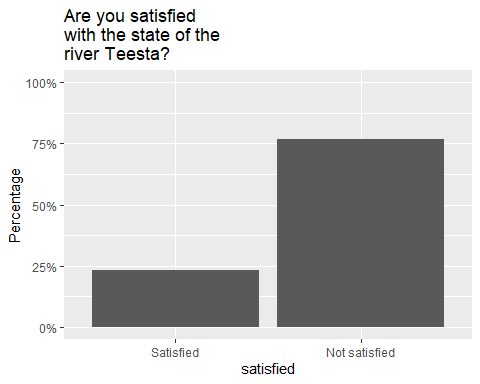 Are you satisfied
with the state of the
river Teesta?
100%
75%
50%
25%
0%
Percentage
Satisfied
Not satisfied
satisfied